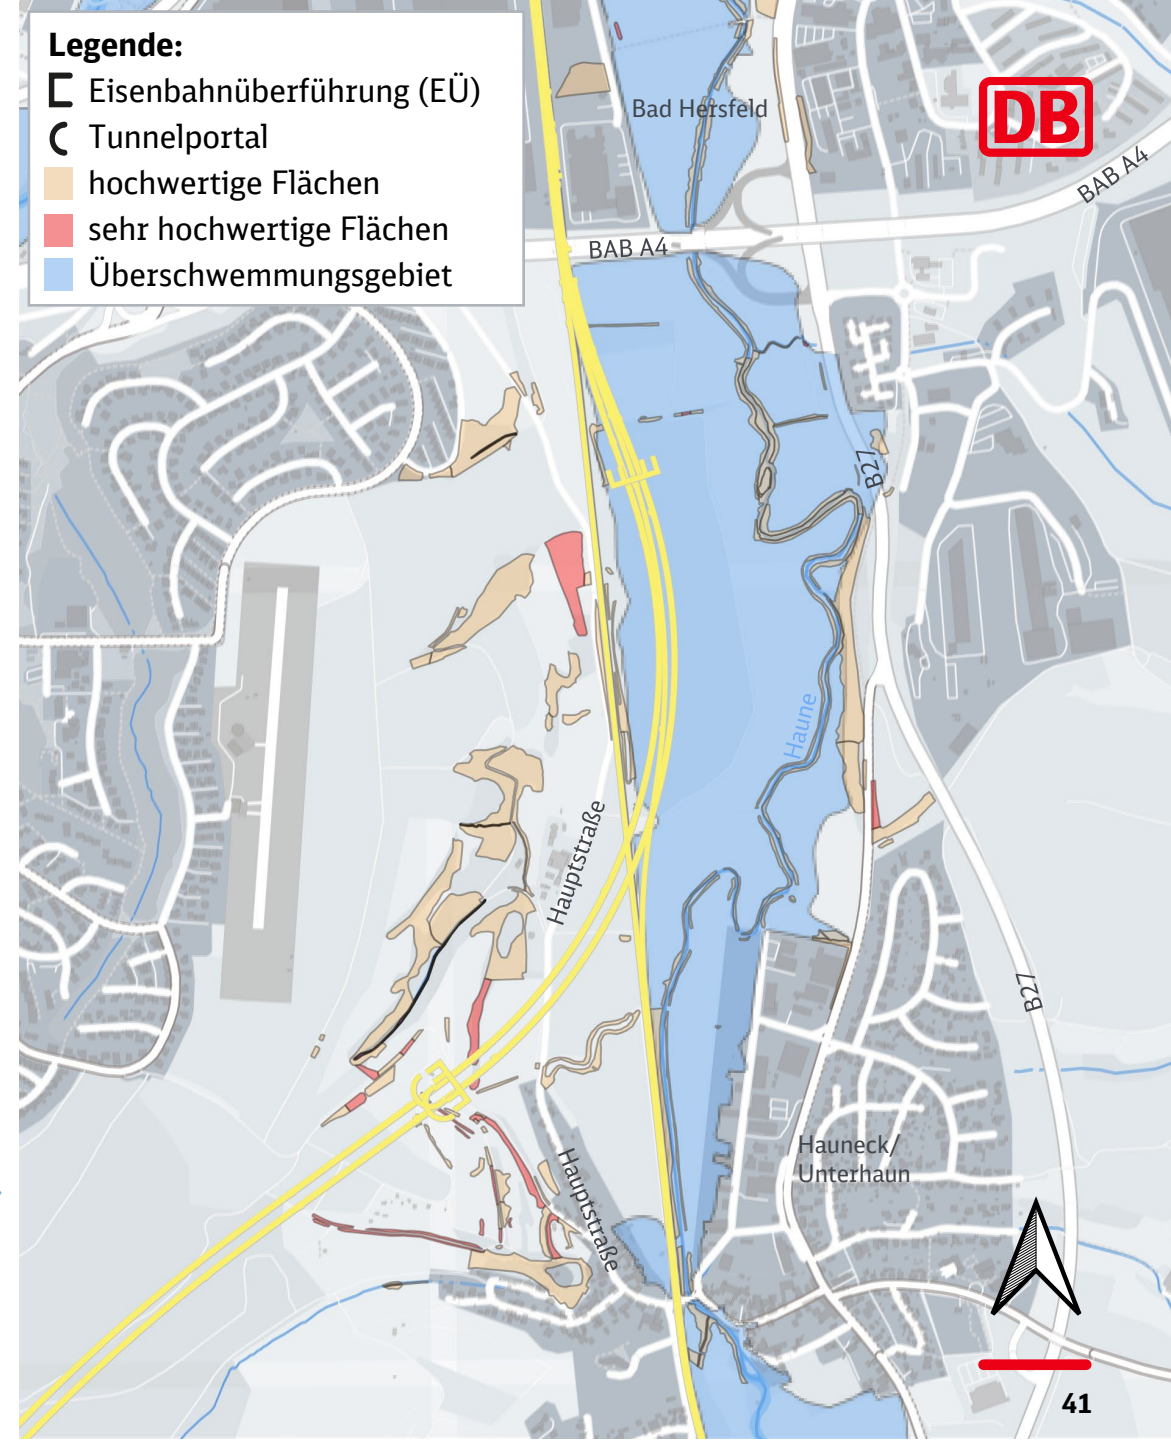 Legende:
Eisenbahnüberführung (EÜ)
Tunnelportal
hochwertige Flächen
sehr hochwertige Flächen
Überschwemmungsgebiet
Bad Hersfeld
DB
BAB A4
BAB A4
B27
Haune
Hauptstraße
B27
Hauneck/
Unterhaun
Hauptstraße
41